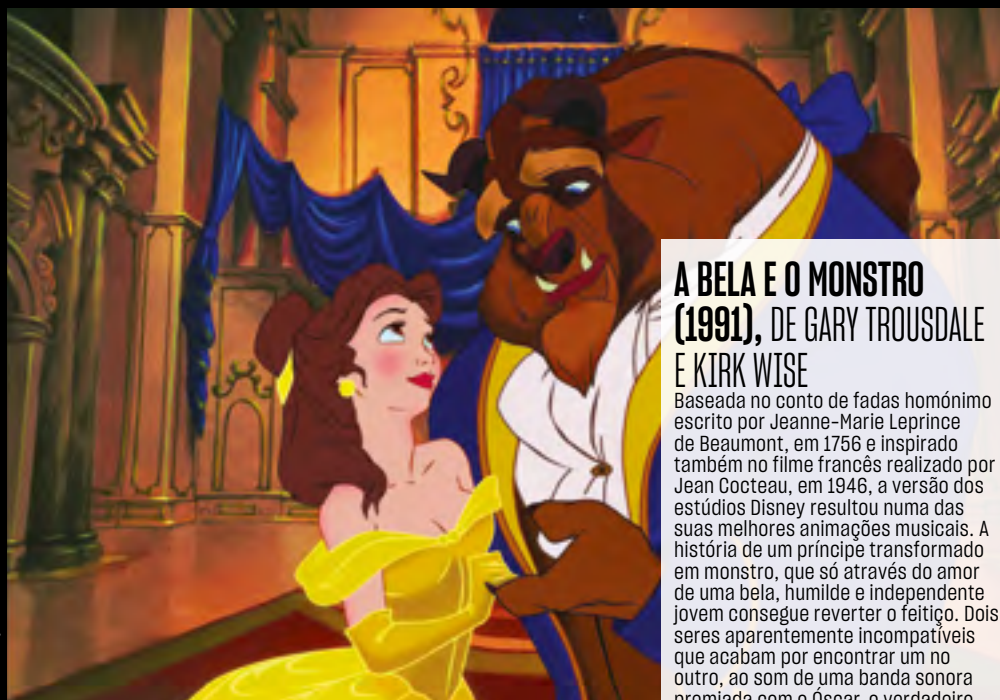 A BELA E O MONSTRO
(1991), DE GARY TROUSDALE
E KIRK WISE
Baseada no conto de fadas homónimo
escrito por Jeanne-Marie Leprince
de Beaumont, em 1756 e inspirado
também no filme francês realizado por
Jean Cocteau, em 1946, a versão dos
estúdios Disney resultou numa das
suas melhores animações musicais. A
história de um príncipe transformado
em monstro, que só através do amor
de uma bela, humilde e independente
jovem consegue reverter o feitiço. Dois
seres aparentemente incompatíveis
que acabam por encontrar um no
outro, ao som de uma banda sonora
premiada com o Óscar, o verdadeiro